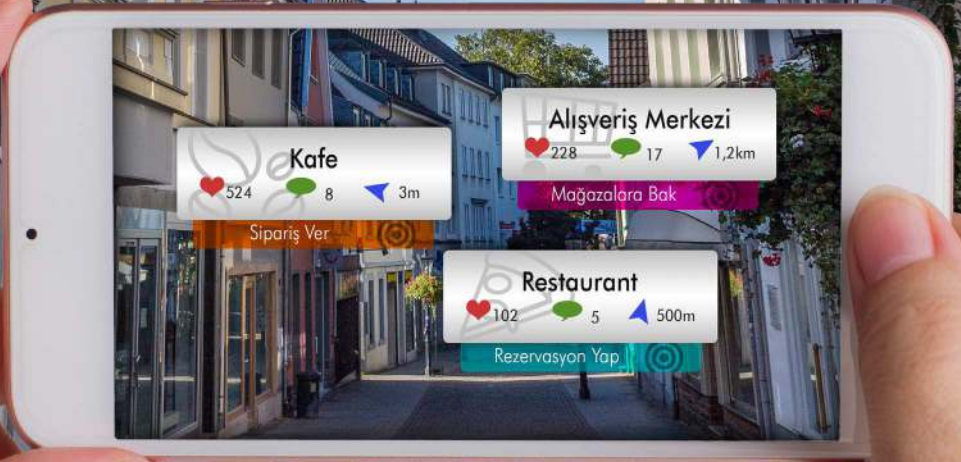 Kafe
524 8 3m
Sipariş Ver
Alışveriş Merkezi
228 17 1,2km
Mağazalara Bak
Restaurant
102 5 500m
Rezervasyon Yap